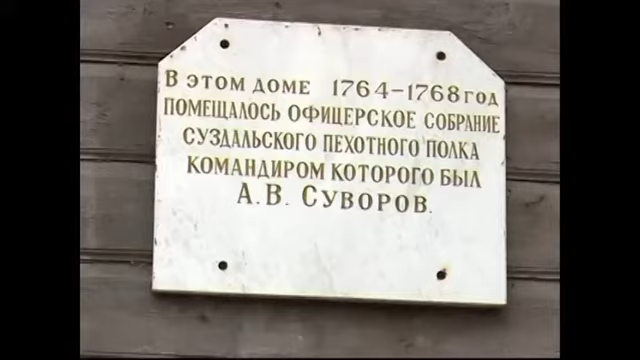 В ЭТОМ ДОМЕ 1764-1768 ГОД
ПОМЕЩАЛОСЬ ОФИЦЕРСКОЕ СОБРАНИЕ
СУЗДАЛЬСКОГО ПЕХОТНОГО ПОЛКА
КОМАНДИРОМ КОТОРОГО БЫЛ
А.В. СУВОРОВ.